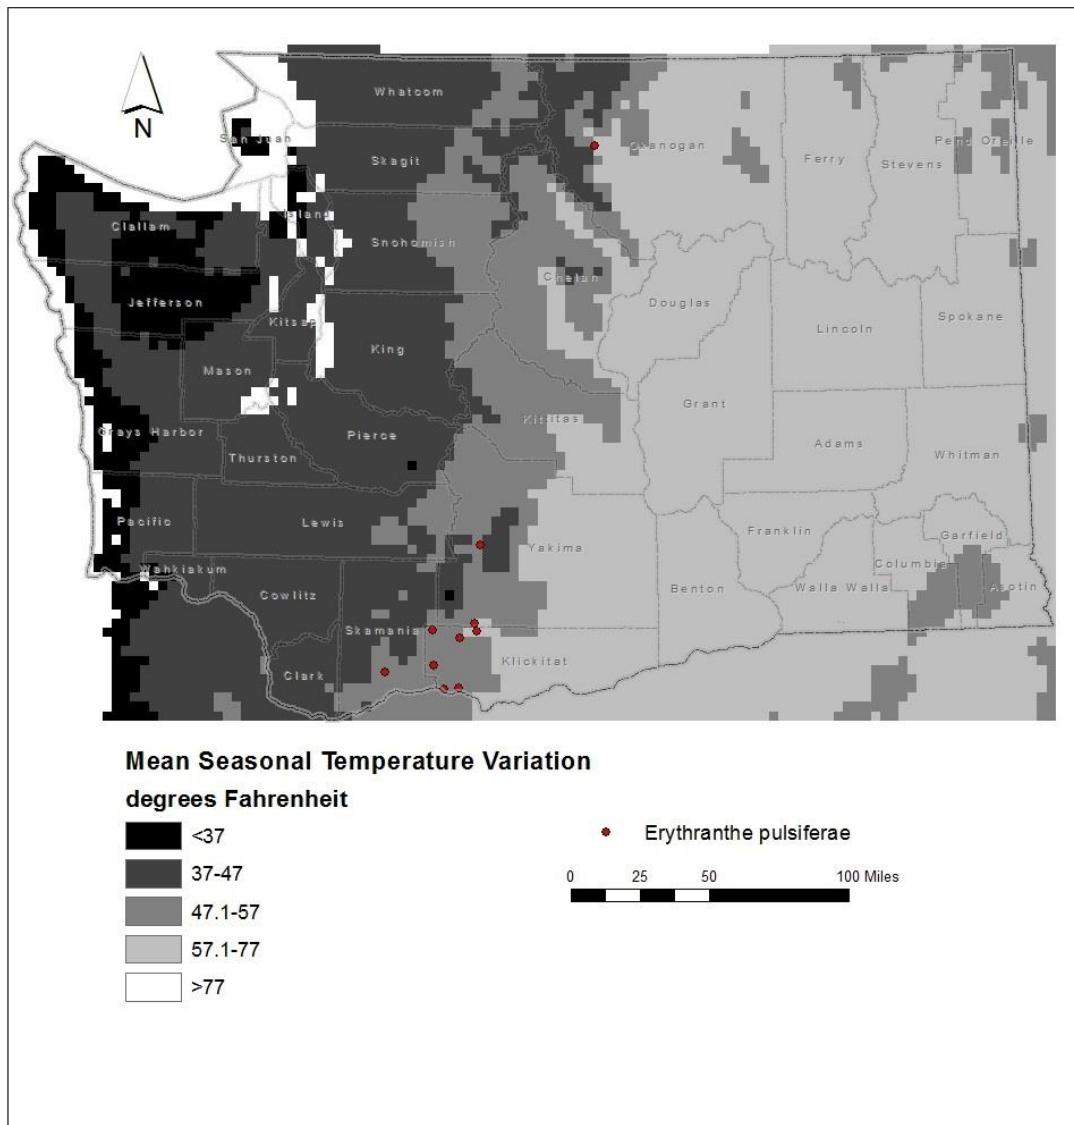 N
Whatcom
San Juan
Okanogan
Pend Oreille
Ferry
Stevens
Skagit
Island
Clallam
Snohomish
Chelan
Jefferson
Douglas
Kitsap
Lincoln
Spokane
King
Mason
Grant
Kittitas
Grays Harbor
Pierce
Adams
Thurston
Whitman
Pacific
Lewis
Yakima
Franklin
Garfield
Wahkiakum
Columbia
Cowlitz
Benton
Walla Walla
Asotin
Skamania
Klickitat
Clark
Mean Seasonal Temperature Variation
degrees Fahrenheit
<37
37-47
47.1-57
57.1-77
>77
Erythranthe pulsiferae
0 25 50 100 Miles